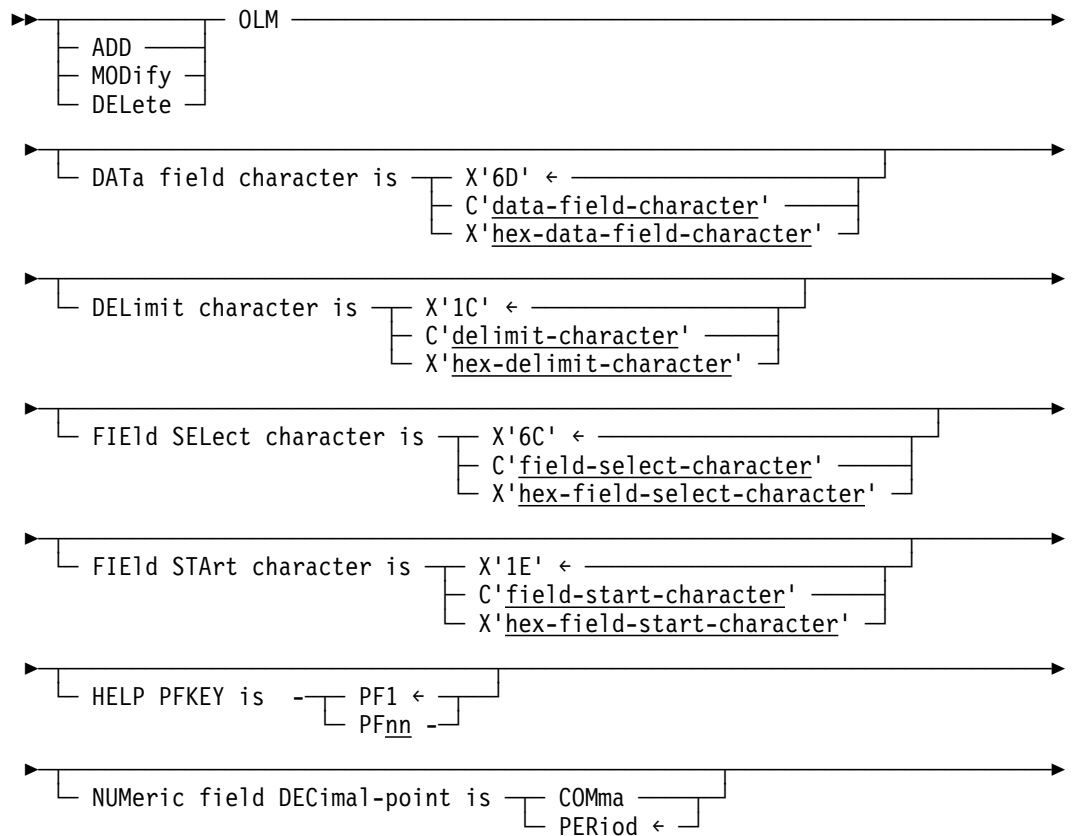 OLM
ADD
MODify
DELete
DATa field character is X'6D' ←
C'data-field-character'
X'hex-data-field-character'
DELimit character is X'1C' ←
C'delimit-character'
X'hex-delimit-character'
FIEld SELect character is X'6C' ←
C'field-select-character'
X'hex-field-select-character'
FIEld STArt character is X'1E' ←
C'field-start-character'
X'hex-field-start-character'
HELP PFKEY is - PF1 ←
PFnn -
NUMeric field DECimal-point is COMma
PERiod ←